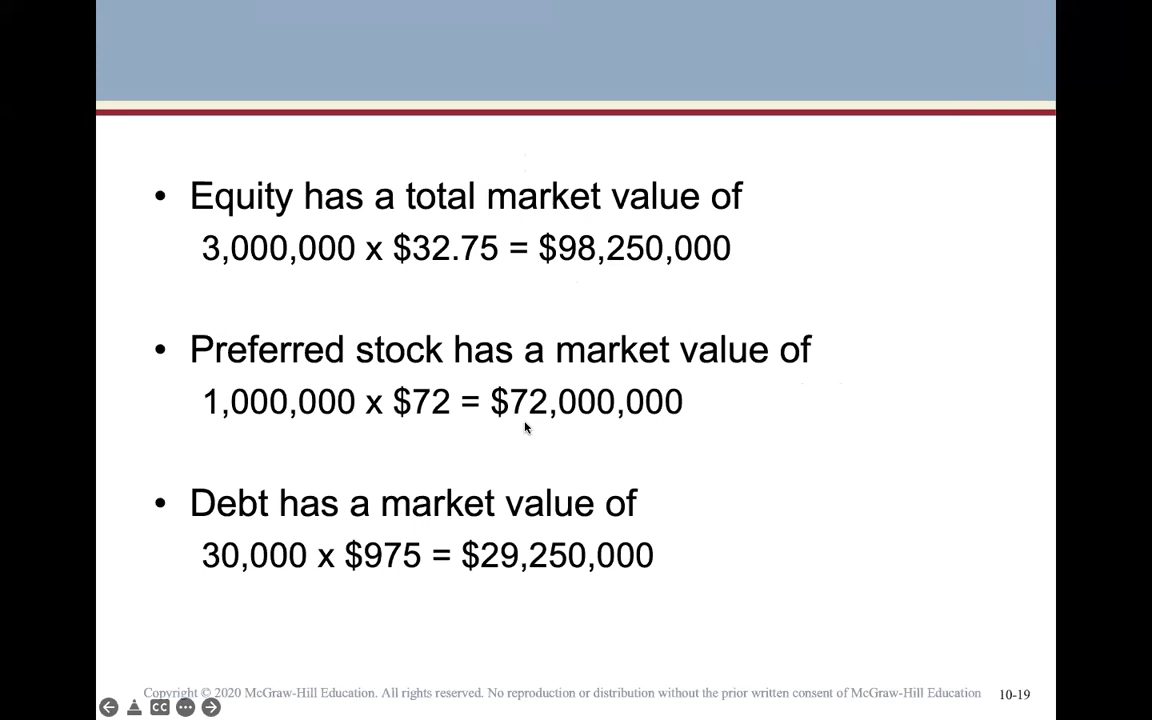 • Equity has a total market value of
3,000,000 x $32.75 = $98,250,000
• Preferred stock has a market value of
1,000,000 x $72 = $72,000,000
• Debt has a market value of
30,000 x $975 = $29,250,000
Copyright © 2020 McGraw-Hill Education. All rights reserved. No reproduction or distribution without the prior written consent of McGraw-Hill Education 10-19
CC